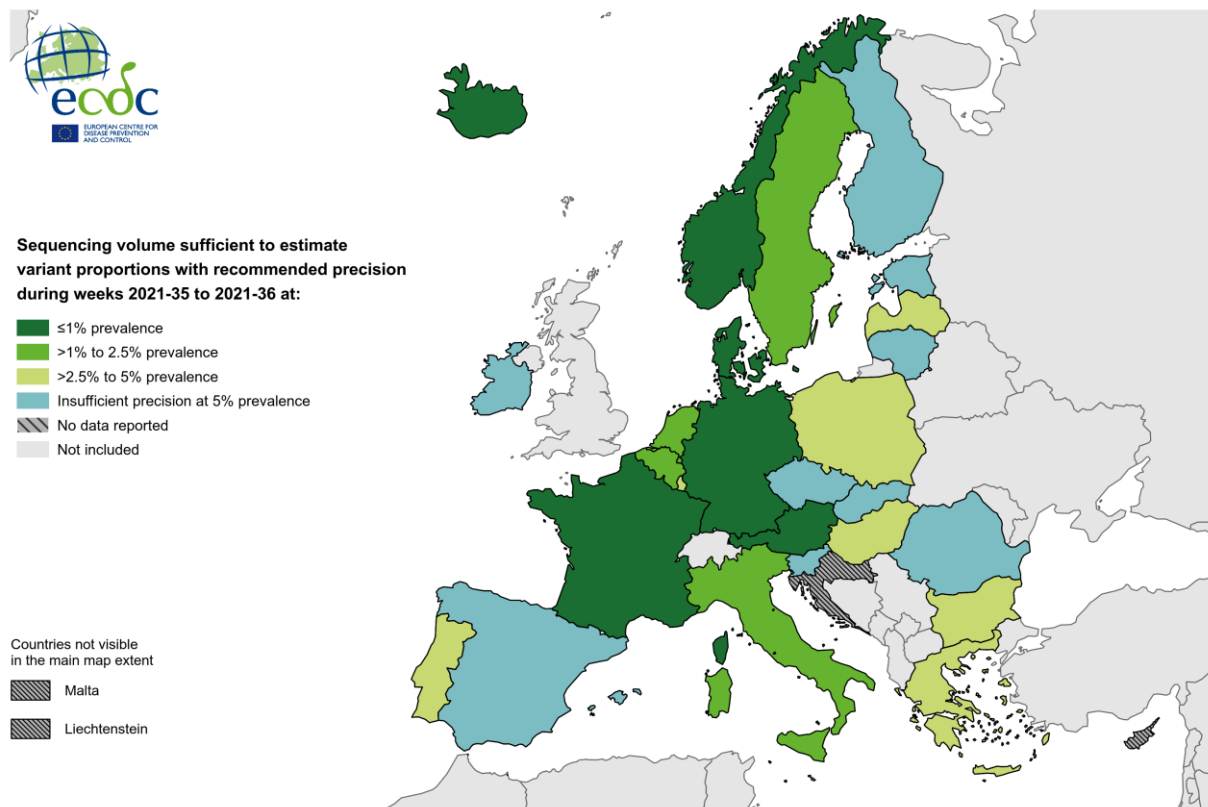 ecdc
EUROPEAN CENTRE FOR
DISEASE PREVENTION
AND CONTROL
Sequencing volume sufficient to estimate
variant proportions with recommended precision
during weeks 2021-35 to 2021-36 at:
≤1% prevalence
>1% to 2.5% prevalence
>2.5% to 5% prevalence
Insufficient precision at 5% prevalence
No data reported
Not included
Countries not visible
in the main map extent
Malta
Liechtenstein